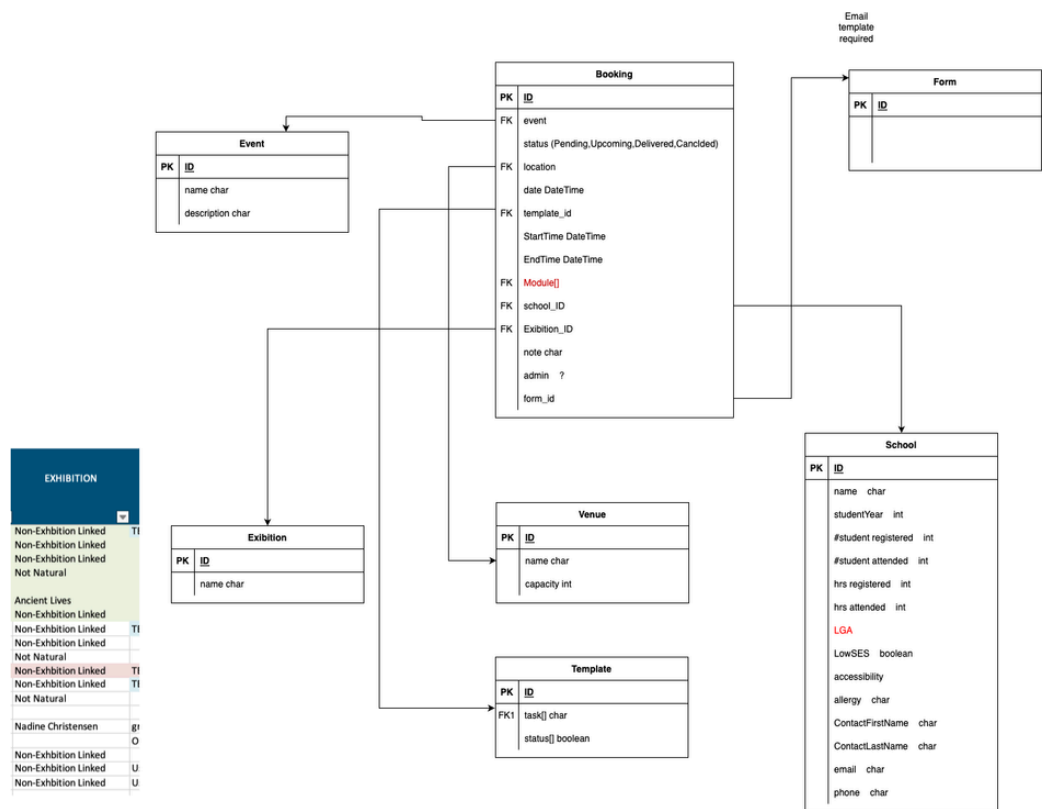 Email
template
required
Booking
PK ID
FK event
status (Pending,Upcoming,Delivered,Canclded)
FK location
date DateTime
FK template_id
StartTime DateTime
EndTime DateTime
FK Module[]
FK school_ID
FK Exibition_ID
note char
admin ?
form_id
Form
PK ID
Event
PK ID
name char
description char
School
PK ID
name char
studentYear int
#student registered int
#student attended int
hrs registered int
hrs attended int
LGA
LowSES boolean
accessibility
allergy char
ContactFirstName char
ContactLastName char
email char
phone char
Exibition
PK ID
name char
Venue
PK ID
name char
capacity int
Template
PK ID
FK1 task[] char
status[] boolean
EXHIBITION
Non-Exhbition Linked
Non-Exhbition Linked
Non-Exhbition Linked
Not Natural
Ancient Lives
Non-Exhbition Linked
Non-Exhbition Linked
Non-Exhbition Linked
Not Natural
Non-Exhbition Linked
Non-Exhbition Linked
Not Natural
Nadine Christensen
Non-Exhbition Linked
Non-Exhbition Linked
Non-Exhbition Linked